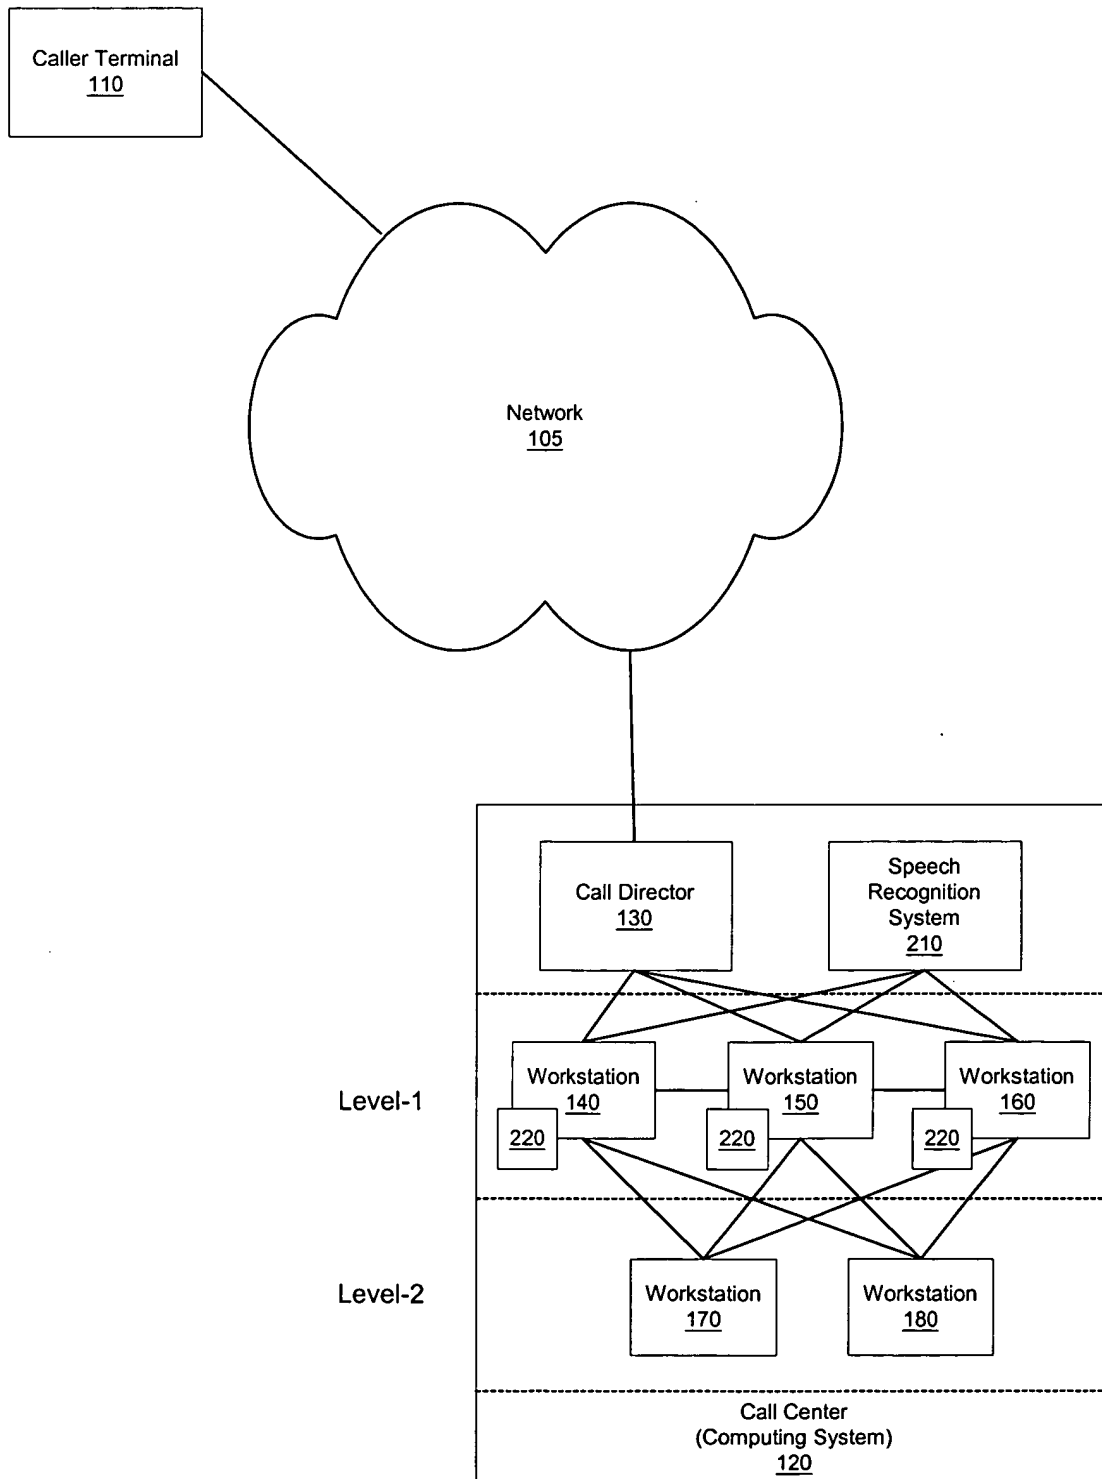 Caller Terminal
110
Network
105
Call Director
130
Speech
Recognition
System
210
Level-1
Workstation
140
220
Workstation
150
220
Workstation
160
220
Level-2
Workstation
170
Workstation
180
Call Center
(Computing System)
120